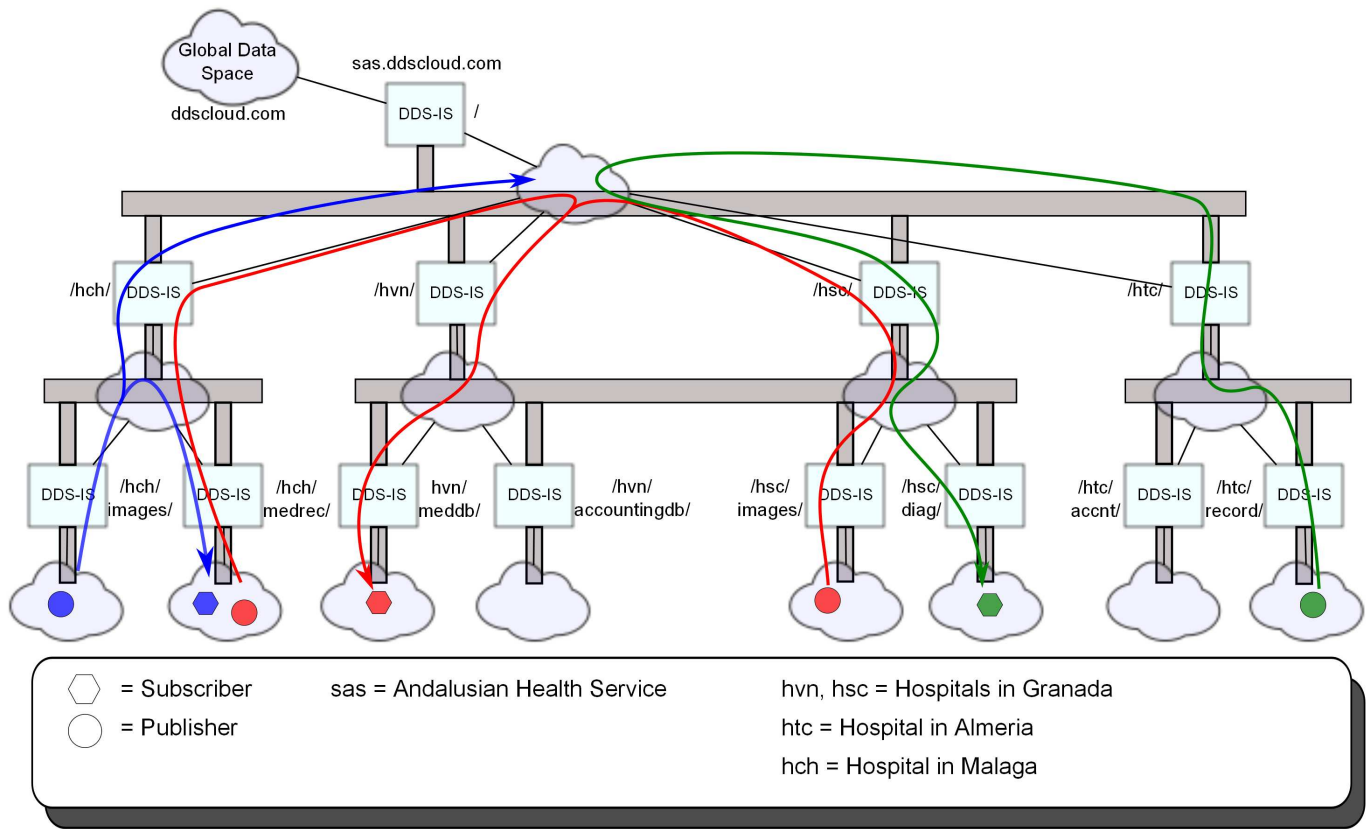 Global Data
Space
ddscloud.com
sas.ddscloud.com
DDS-IS
/
/hch/
DDS-IS
/hvn/
DDS-IS
/hsc/
DDS-IS
/htc/
DDS-IS
DDS-IS
/hch/
images/
DDS-IS
/hch/
medrec/
DDS-IS
hvn/
meddb/
DDS-IS
/hvn/
accountingdb/
/hsc/
images/
DDS-IS
/hsc/
diag/
DDS-IS
/htc/
accnt/
DDS-IS
/htc/
record/
DDS-IS
= Subscriber
= Publisher
sas = Andalusian Health Service
hvn, hsc = Hospitals in Granada
htc = Hospital in Almeria
hch = Hospital in Malaga